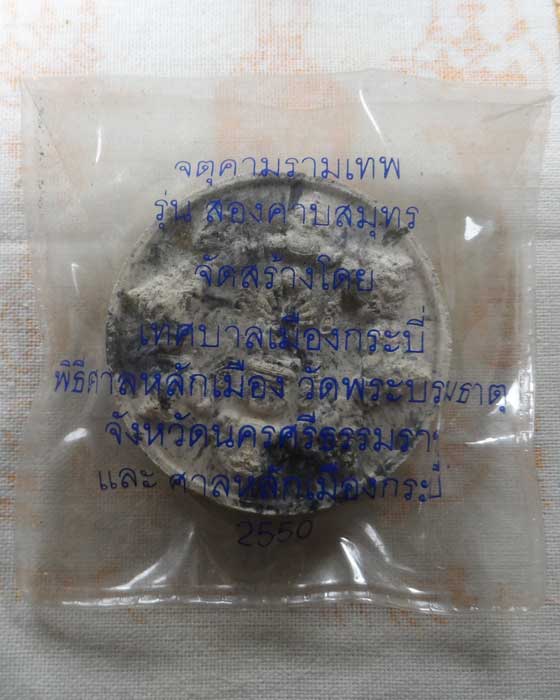 จตุคามรามเทพ
รุ่น สองคาบสมุทร
จัดสร้างโดย
เทศบาลเมืองกระบี่
พิธีศาลหลักเมือง วัดพระบรมธาตุ
จังหวัดนครศรีธรรมรา
และ ศาลหลักเมืองกระบี่
2550